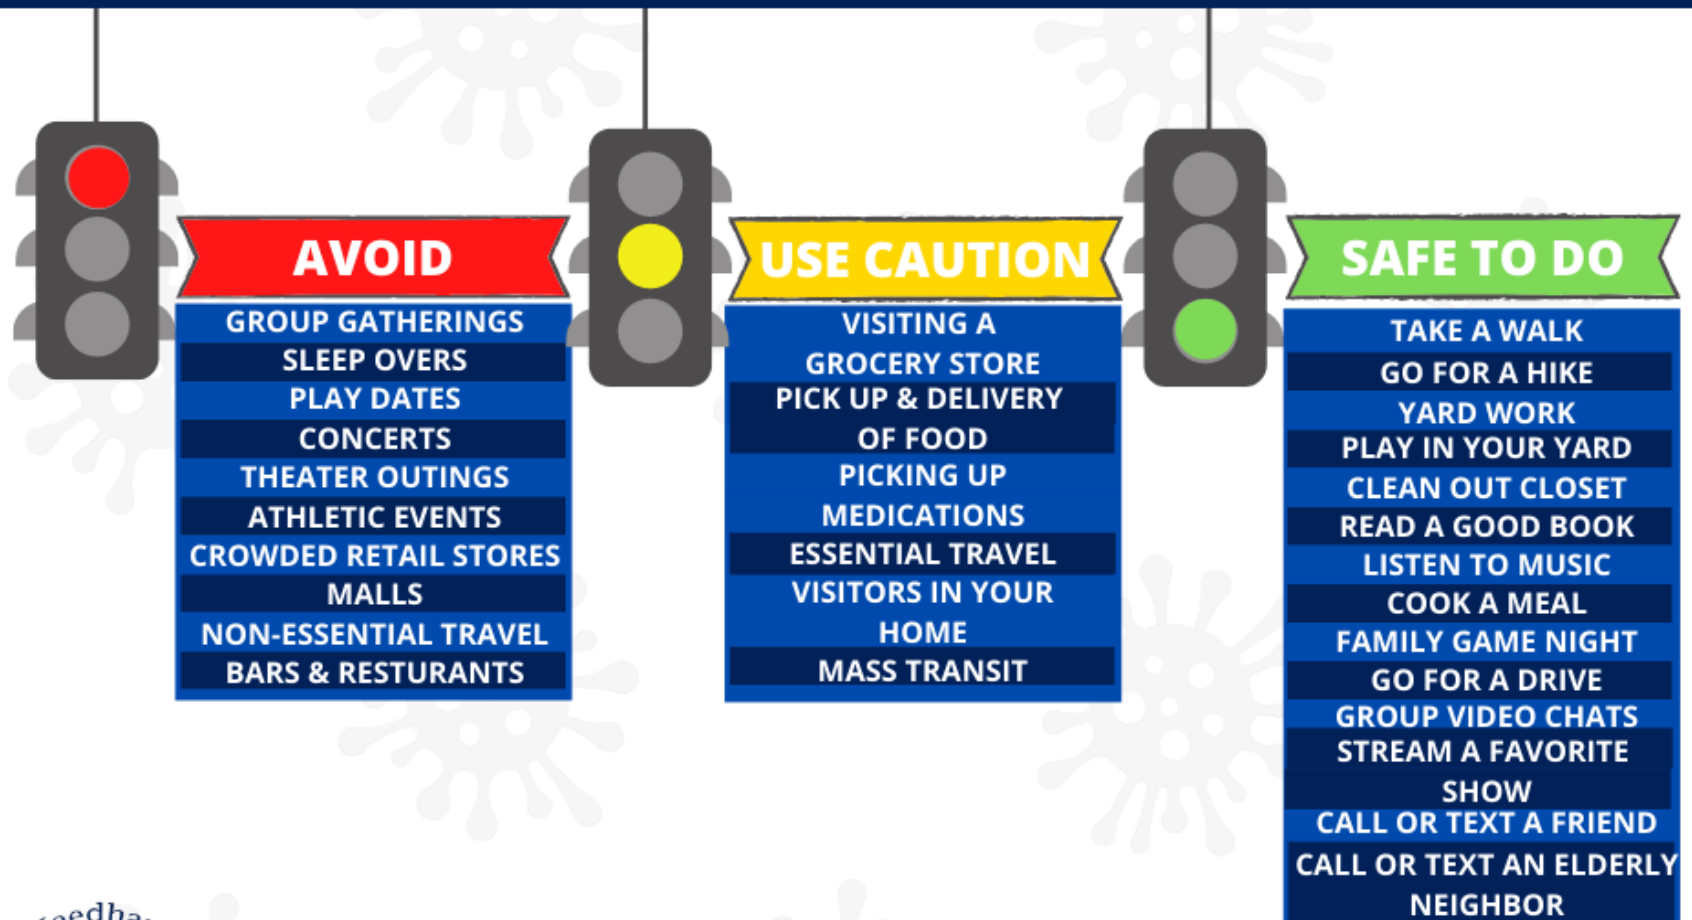 AVOID
GROUP GATHERINGS
SLEEP OVERS
PLAY DATES
CONCERTS
THEATER OUTINGS
ATHLETIC EVENTS
CROWDED RETAIL STORES
MALLS
NON-ESSENTIAL TRAVEL
BARS & RESTURANTS
USE CAUTION
VISITING A
GROCERY STORE
PICK UP & DELIVERY
OF FOOD
PICKING UP
MEDICATIONS
ESSENTIAL TRAVEL
VISITORS IN YOUR
HOME
MASS TRANSIT
SAFE TO DO
TAKE A WALK
GO FOR A HIKE
YARD WORK
PLAY IN YOUR YARD
CLEAN OUT CLOSET
READ A GOOD BOOK
LISTEN TO MUSIC
COOK A MEAL
FAMILY GAME NIGHT
GO FOR A DRIVE
GROUP VIDEO CHATS
STREAM A FAVORITE
SHOW
CALL OR TEXT A FRIEND
CALL OR TEXT AN ELDERLY
NEIGHBOR